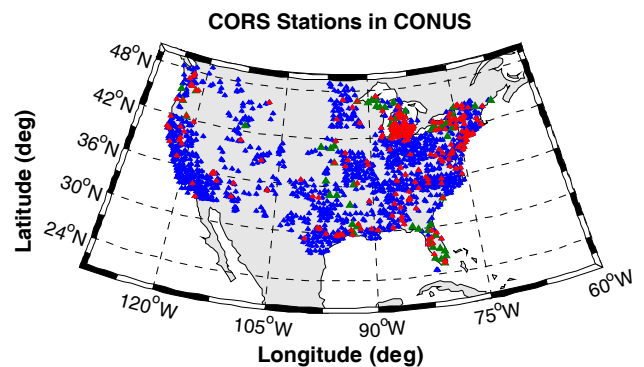 CORS Stations in CONUS
48°N
42°N
36°N
30°N
24°N
Latitude (deg)
120°W
105°W
90°W
75°W
60°W
Longitude (deg)